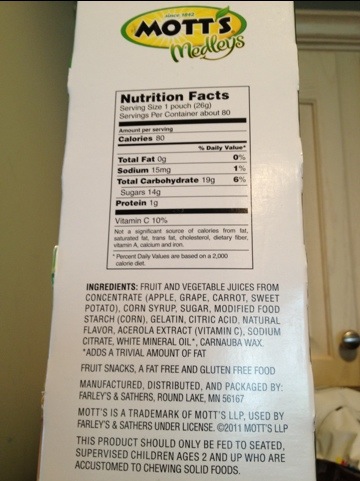 SINCE 1842
MOTT'S
Medleys
Nutrition Facts
Serving Size 1 pouch (26g)
Servings Per Container about 80
Amount per serving
Calories 80
% Daily Value*
Total Fat 0g 0%
Sodium 15mg 1%
Total Carbohydrate 19g 6%
Sugars 14g
Protein 1g
Vitamin C 10%
Not a significant source of calories from fat,
saturated fat, trans fat, cholesterol, dietary fiber,
vitamin A, calcium and iron.
* Percent Daily Values are based on a 2,000
calorie diet.
INGREDIENTS: FRUIT AND VEGETABLE JUICES FROM
CONCENTRATE (APPLE, GRAPE, CARROT, SWEET
POTATO), CORN SYRUP, SUGAR, MODIFIED FOOD
STARCH (CORN), GELATIN, CITRIC ACID, NATURAL
FLAVOR, ACEROLA EXTRACT (VITAMIN C), SODIUM
CITRATE, WHITE MINERAL OIL*, CARNAUBA WAX.
*ADDS A TRIVIAL AMOUNT OF FAT
FRUIT SNACKS, A FAT FREE AND GLUTEN FREE FOOD
MANUFACTURED, DISTRIBUTED, AND PACKAGED BY:
FARLEY'S & SATHERS, ROUND LAKE, MN 56167
MOTT'S IS A TRADEMARK OF MOTT'S LLP, USED BY
FARLEY'S & SATHERS UNDER LICENSE. ©2011 MOTT'S LLP
THIS PRODUCT SHOULD ONLY BE FED TO SEATED,
SUPERVISED CHILDREN AGES 2 AND UP WHO ARE
ACCUSTOMED TO CHEWING SOLID FOODS.